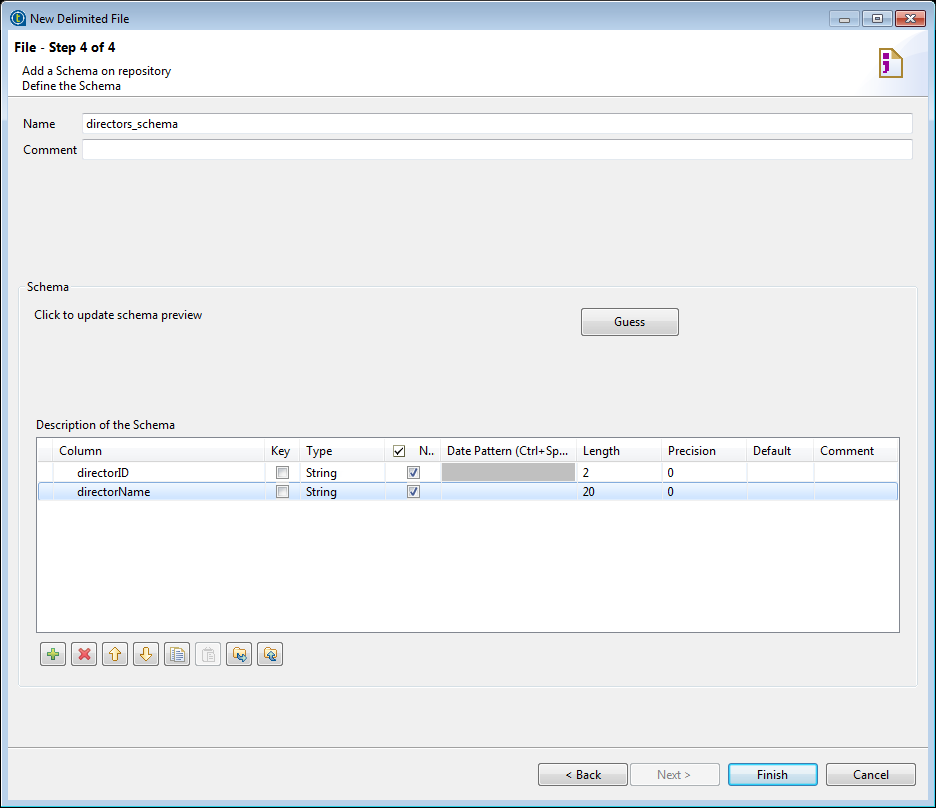 New Delimited File
File - Step 4 of 4
Add a Schema on repository
Define the Schema
Name directors_schema
Comment
Schema
Click to update schema preview Guess
Description of the Schema
Column Key Type N.. Date Pattern (Ctrl+Sp... Length Precision Default Comment
directorID String 2 0
directorName String 20 0
< Back Next > Finish Cancel